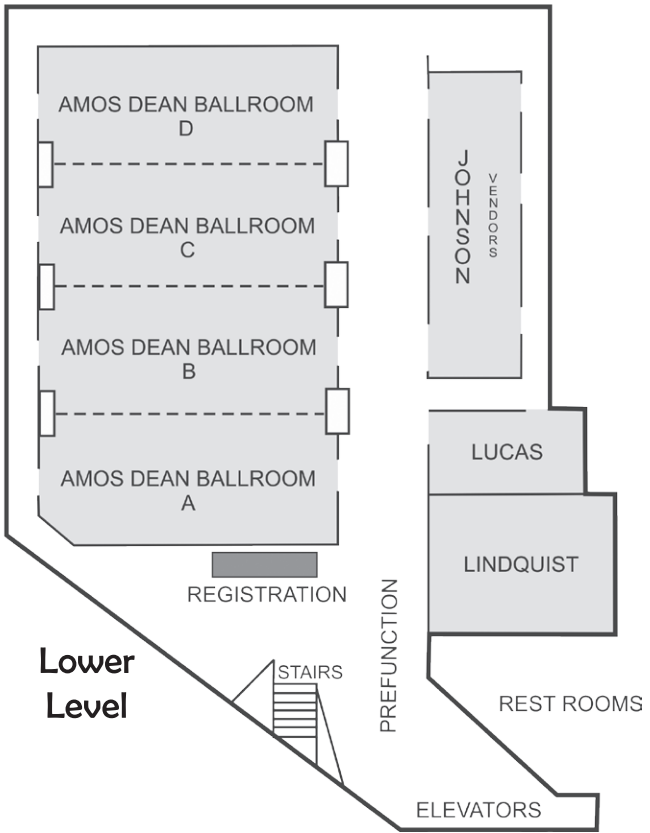 AMOS DEAN BALLROOM
D
AMOS DEAN BALLROOM
C
AMOS DEAN BALLROOM
B
AMOS DEAN BALLROOM
A
JOHNSON
VENDORS
LUCAS
LINDQUIST
REGISTRATION
PREFUNCTION
Lower
Level
STAIRS
REST ROOMS
ELEVATORS